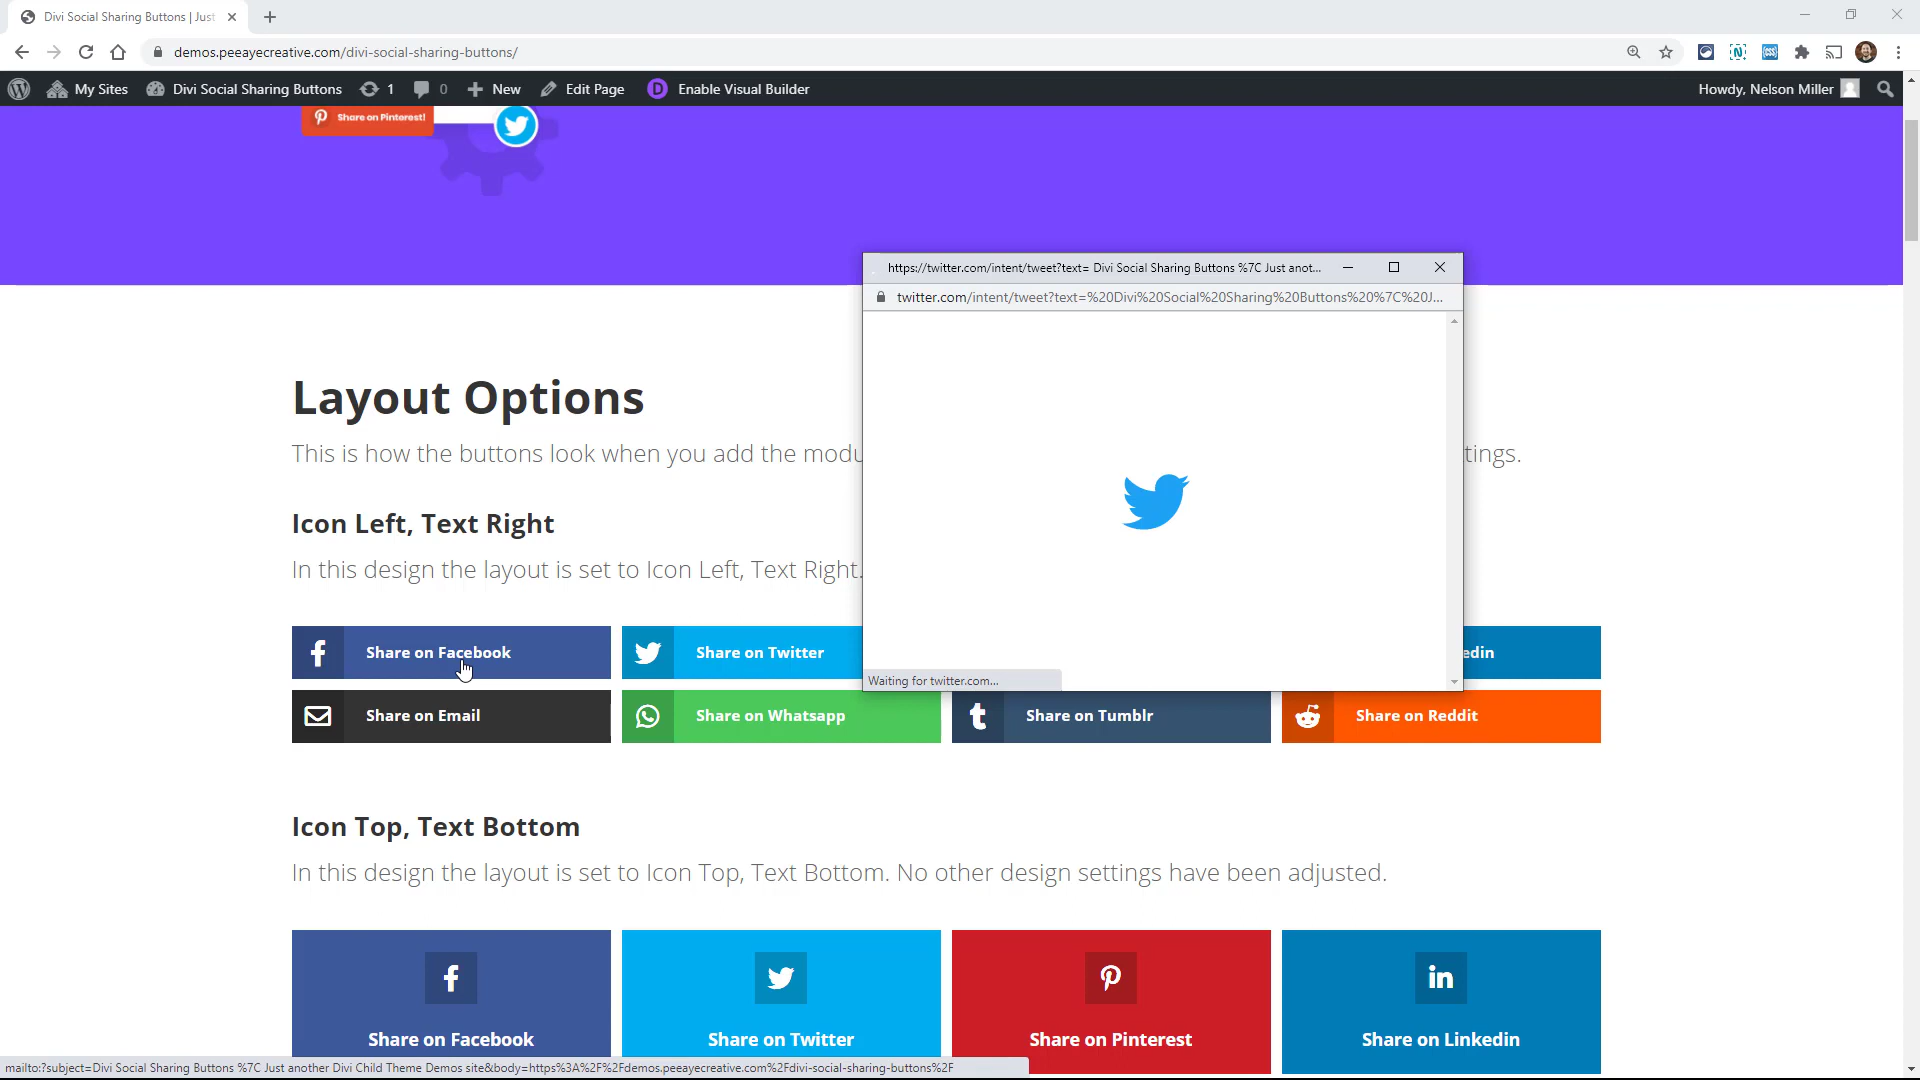 Divi Social Sharing Buttons | Just
demos.peeayecreative.com/divi-social-sharing-buttons/
My Sites
Divi Social Sharing Buttons
1
0
New
Edit Page
D
Enable Visual Builder
Howdy, Nelson Miller
Share on Pinterest!
https://twitter.com/intent/tweet?text= Divi Social Sharing Buttons %7C Just anot...
twitter.com/intent/tweet?text=%20Divi%20Social%20Sharing%20Buttons%20%7C%20J...
Waiting for twitter.com...
Layout Options
This is how the buttons look when you add the modu
tings.
Icon Left, Text Right
In this design the layout is set to Icon Left, Text Right.
Share on Facebook
Share on Twitter
edin
Share on Email
Share on Whatsapp
Share on Tumblr
Share on Reddit
Icon Top, Text Bottom
In this design the layout is set to Icon Top, Text Bottom. No other design settings have been adjusted.
Share on Facebook
Share on Twitter
Share on Pinterest
Share on Linkedin
mailto:?subject=Divi Social Sharing Buttons %7C Just another Divi Child Theme Demos site&body=https%3A%2F%2Fdemos.peeayecreative.com%2Fdivi-social-sharing-buttons%2F